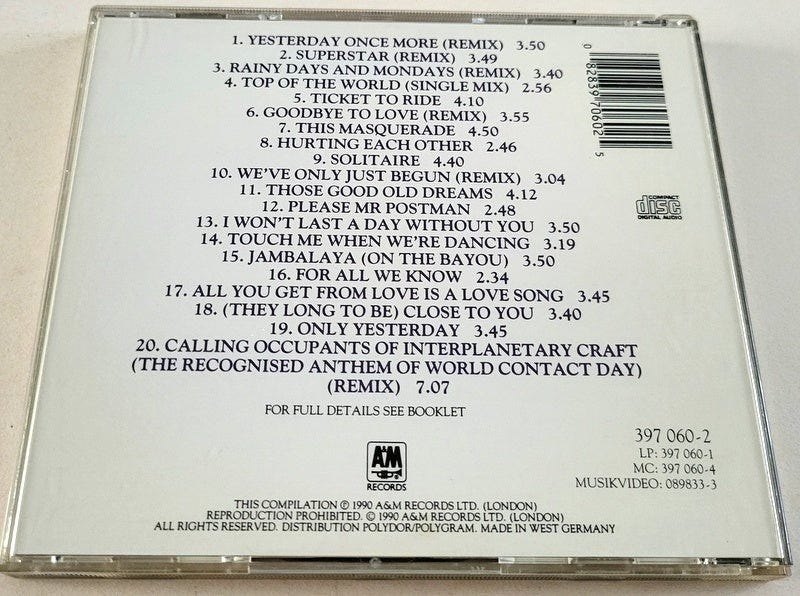 1. YESTERDAY ONCE MORE (REMIX) 3.50
2. SUPERSTAR (REMIX) 3.49
3. RAINY DAYS AND MONDAYS (REMIX) 3.40
4. TOP OF THE WORLD (SINGLE MIX) 2.56
5. TICKET TO RIDE 4.10
6. GOODBYE TO LOVE (REMIX) 3.55
7. THIS MASQUERADE 4.50
8. HURTING EACH OTHER 2.46
9. SOLITAIRE 4.40
10. WE'VE ONLY JUST BEGUN (REMIX) 3.04
11. THOSE GOOD OLD DREAMS 4.12
12. PLEASE MR POSTMAN 2.48
13. I WON'T LAST A DAY WITHOUT YOU 3.50
14. TOUCH ME WHEN WE'RE DANCING 3.19
15. JAMBALAYA (ON THE BAYOU) 3.50
16. FOR ALL WE KNOW 2.34
17. ALL YOU GET FROM LOVE IS A LOVE SONG 3.45
18. (THEY LONG TO BE) CLOSE TO YOU 3.40
19. ONLY YESTERDAY 3.45
20. CALLING OCCUPANTS OF INTERPLANETARY CRAFT
(THE RECOGNISED ANTHEM OF WORLD CONTACT DAY)
(REMIX) 7.07
FOR FULL DETAILS SEE BOOKLET
0 82839 70602 5
COMPACT
disc
DIGITAL AUDIO
A&M
RECORDS
397 060-2
LP: 397 060-1
MC: 397 060-4
MUSIKVIDEO: 089833-3
THIS COMPILATION ℗ 1990 A&M RECORDS LTD. (LONDON)
REPRODUCTION PROHIBITED. © 1990 A&M RECORDS LTD. (LONDON)
ALL RIGHTS RESERVED. DISTRIBUTION POLYDOR/POLYGRAM. MADE IN WEST GERMANY